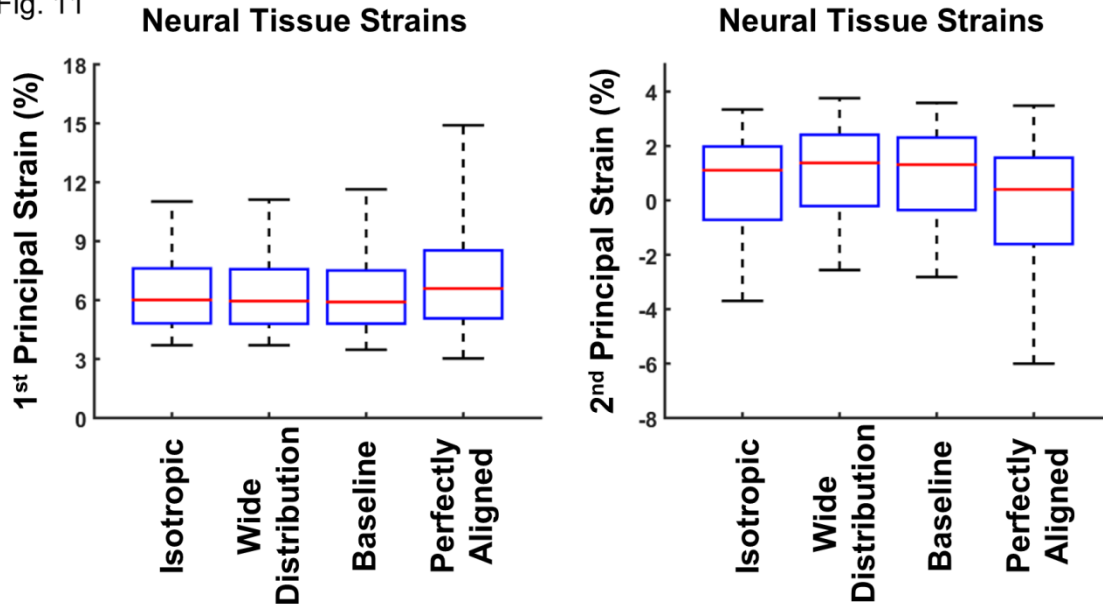 Fig. 11
Neural Tissue Strains
1st Principal Strain (%)
18
15
12
9
6
3
0
Isotropic
Wide
Distribution
Baseline
Perfectly
Aligned
Neural Tissue Strains
2nd Principal Strain (%)
4
2
0
-2
-4
-6
-8
Isotropic
Wide
Distribution
Baseline
Perfectly
Aligned